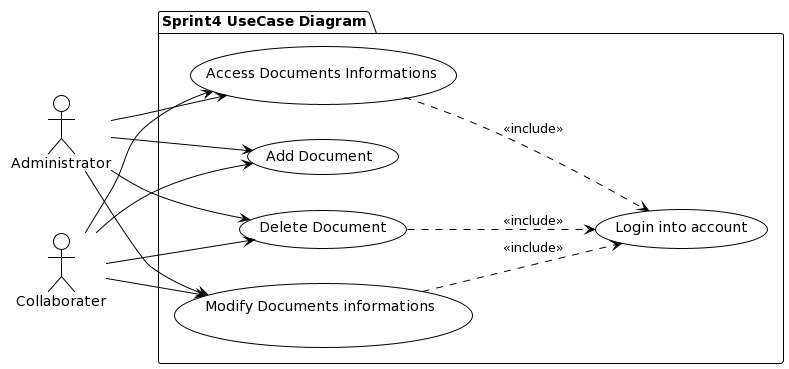 Sprint4 UseCase Diagram
Access Documents Informations
«include»
Administrator
Add Document
Delete Document
«include»
Login into account
«include»
Collaborater
Modify Documents informations